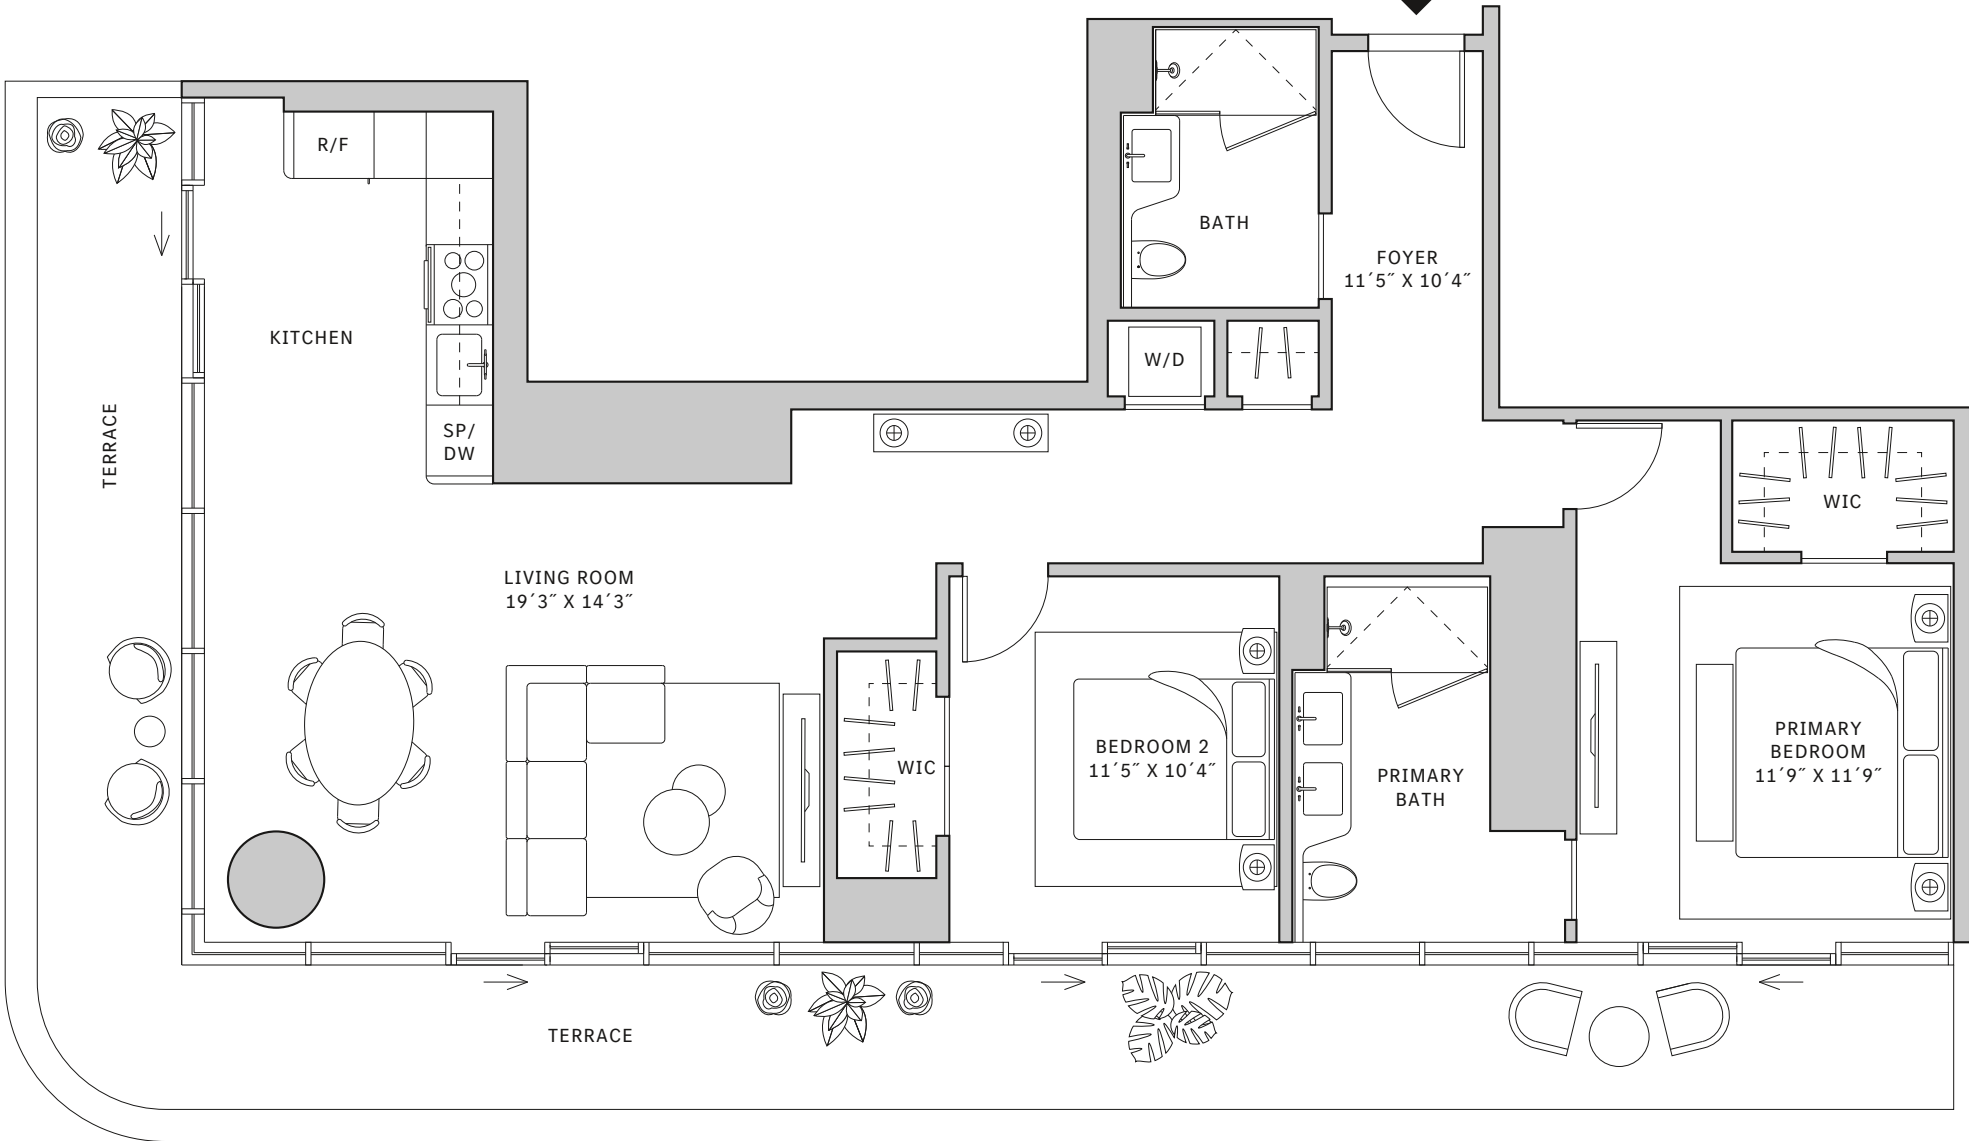 R/F
BATH
FOYER
11´5˝ X 10´4˝
KITCHEN
W/D
TERRACE
SP/
DW
WIC
LIVING ROOM
19´3˝ X 14´3˝
WIC
BEDROOM 2
11´5˝ X 10´4˝
PRIMARY
BATH
PRIMARY
BEDROOM
11´9˝ X 11´9˝
TERRACE